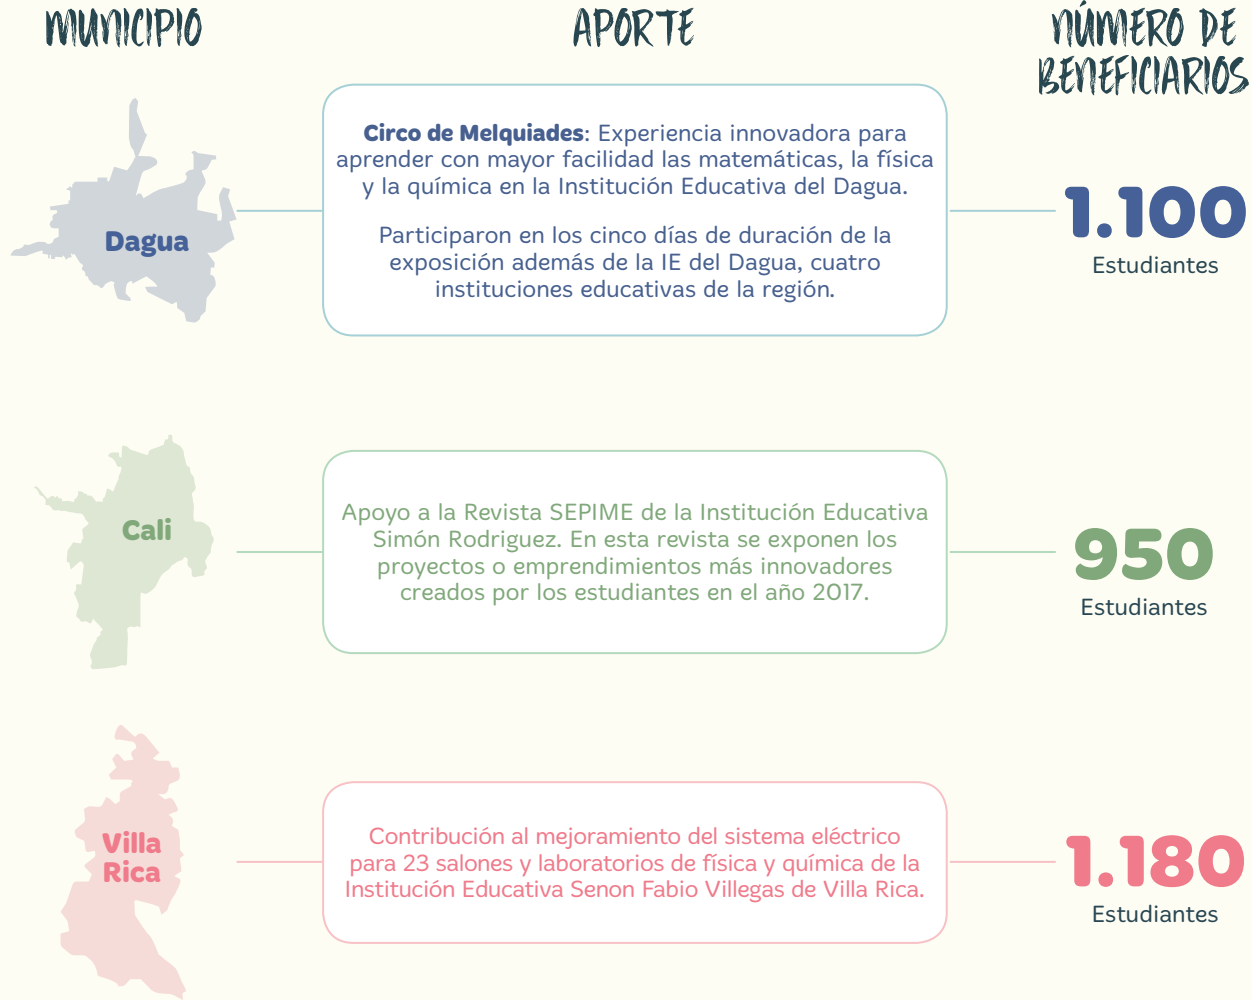 MUNICIPIO
APORTE
NÚMERO DE
BENEFICIARIOS
Dagua
Circo de Melquiades: Experiencia innovadora para
aprender con mayor facilidad las matemáticas, la física
y la química en la Institución Educativa del Dagua.
Participaron en los cinco días de duración de la
exposición además de la IE del Dagua, cuatro
instituciones educativas de la región.
1.100
Estudiantes
Cali
Apoyo a la Revista SEPIME de la Institución Educativa
Simón Rodriguez. En esta revista se exponen los
proyectos o emprendimientos más innovadores
creados por los estudiantes en el año 2017.
950
Estudiantes
Villa
Rica
Contribución al mejoramiento del sistema eléctrico
para 23 salones y laboratorios de física y química de la
Institución Educativa Senon Fabio Villegas de Villa Rica.
1.180
Estudiantes